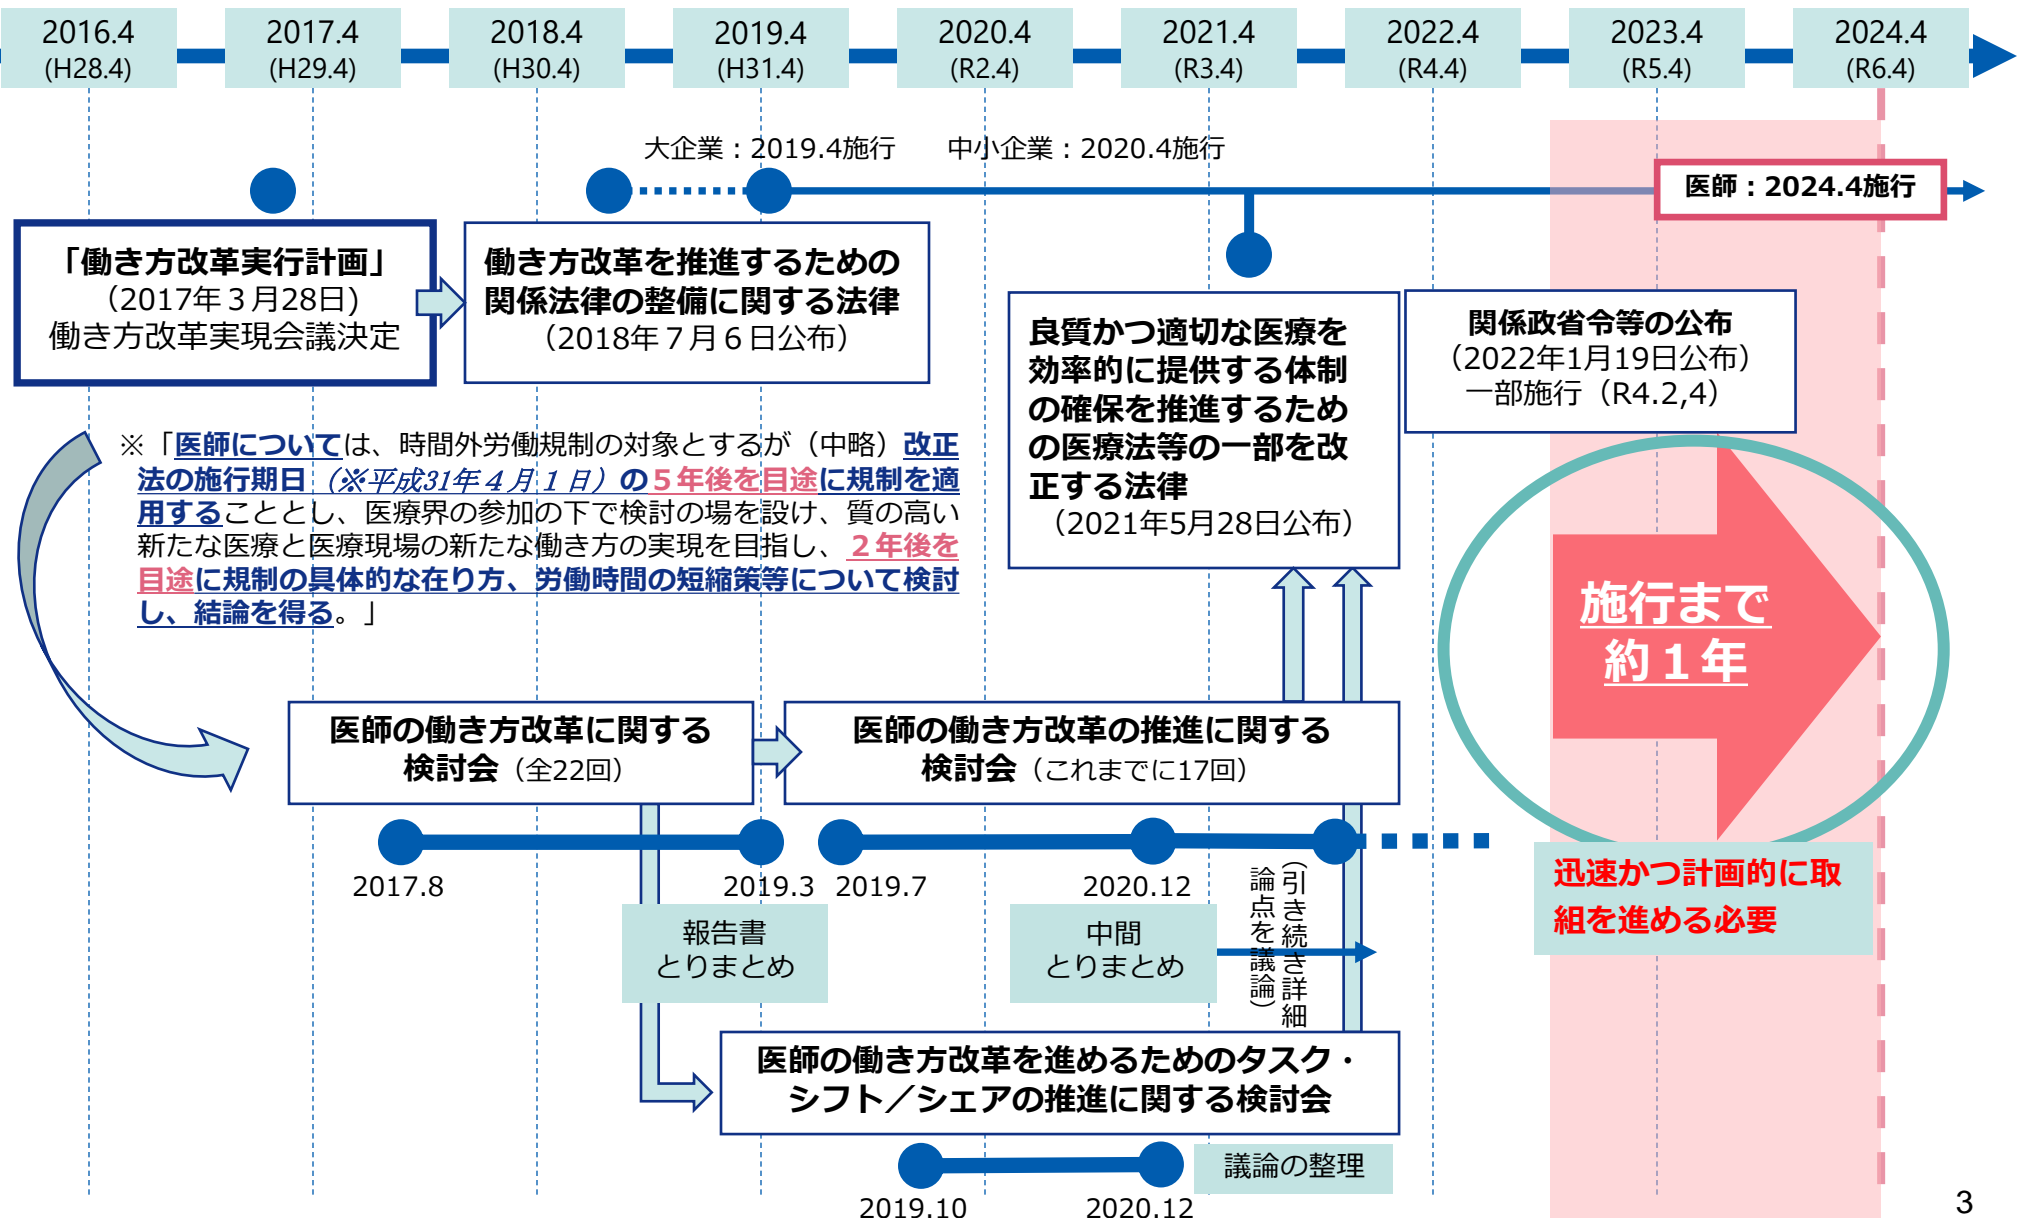 2016.4
(H28.4)
2017.4
(H29.4)
2018.4
(H30.4)
2019.4
(H31.4)
2020.4
(R2.4)
2021.4
(R3.4)
2022.4
(R4.4)
2023.4
(R5.4)
2024.4
(R6.4)
大企業：2019.4施行
中小企業：2020.4施行
医師：2024.4施行
「働き方改革実行計画」
（2017年３月28日)
働き方改革実現会議決定
働き方改革を推進するための
関係法律の整備に関する法律
（2018年７月６日公布）
良質かつ適切な医療を
効率的に提供する体制
の確保を推進するため
の医療法等の一部を改
正する法律
（2021年5月28日公布）
関係政省令等の公布
（2022年1月19日公布）
一部施行（R4.2,4）
※「医師については、時間外労働規制の対象とするが（中略）改正
法の施行期日（※平成31年４月１日）の５年後を目途に規制を適
用することとし、医療界の参加の下で検討の場を設け、質の高い
新たな医療と医療現場の新たな働き方の実現を目指し、２年後を
目途に規制の具体的な在り方、労働時間の短縮策等について検討
し、結論を得る。」
施行まで
約１年
医師の働き方改革に関する
検討会（全22回）
医師の働き方改革の推進に関する
検討会（これまでに17回）
2017.8
2019.3
2019.7
2020.12
（引き続き詳細
論点を議論）
迅速かつ計画的に取
組を進める必要
報告書
とりまとめ
中間
とりまとめ
医師の働き方改革を進めるためのタスク・
シフト／シェアの推進に関する検討会
議論の整理
2019.10
2020.12
3